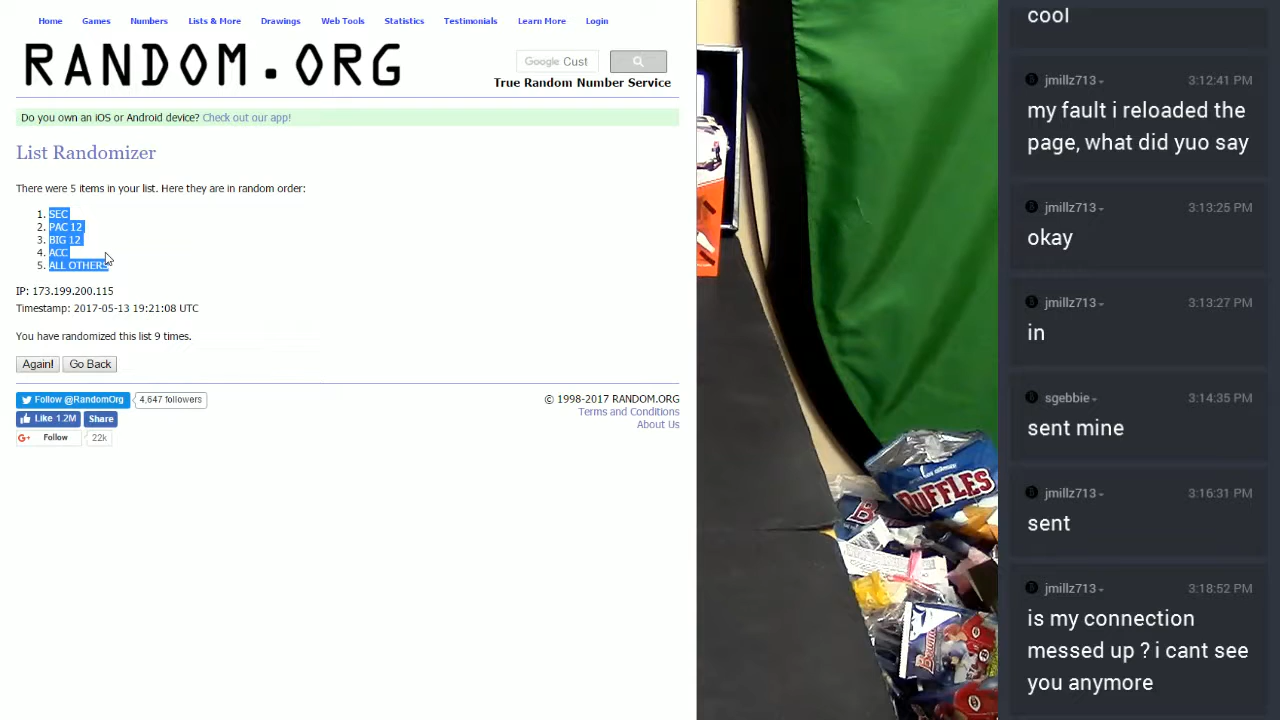 Home Games Numbers Lists & More Drawings Web Tools Statistics Testimonials Learn More Login
RANDOM.ORG
Google Cust
True Random Number Service
Do you own an iOS or Android device? Check out our app!
List Randomizer
There were 5 items in your list. Here they are in random order:
1. SEC
2. PAC 12
3. BIG 12
4. ACC
5. ALL OTHERS
IP: 173.199.200.115
Timestamp: 2017-05-13 19:21:08 UTC
You have randomized this list 9 times.
Again! Go Back
Follow @RandomOrg 4,647 followers
Like 1.2M Share
G+ Follow 22k
© 1998-2017 RANDOM.ORG
Terms and Conditions
About Us
RUFFLES
B
cool
jmillz713 3:12:41 PM
my fault i reloaded the
page, what did yuo say
jmillz713 3:13:25 PM
okay
jmillz713 3:13:27 PM
in
sgebbie 3:14:35 PM
sent mine
jmillz713 3:16:31 PM
sent
jmillz713 3:18:52 PM
is my connection
messed up ? i cant see
you anymore